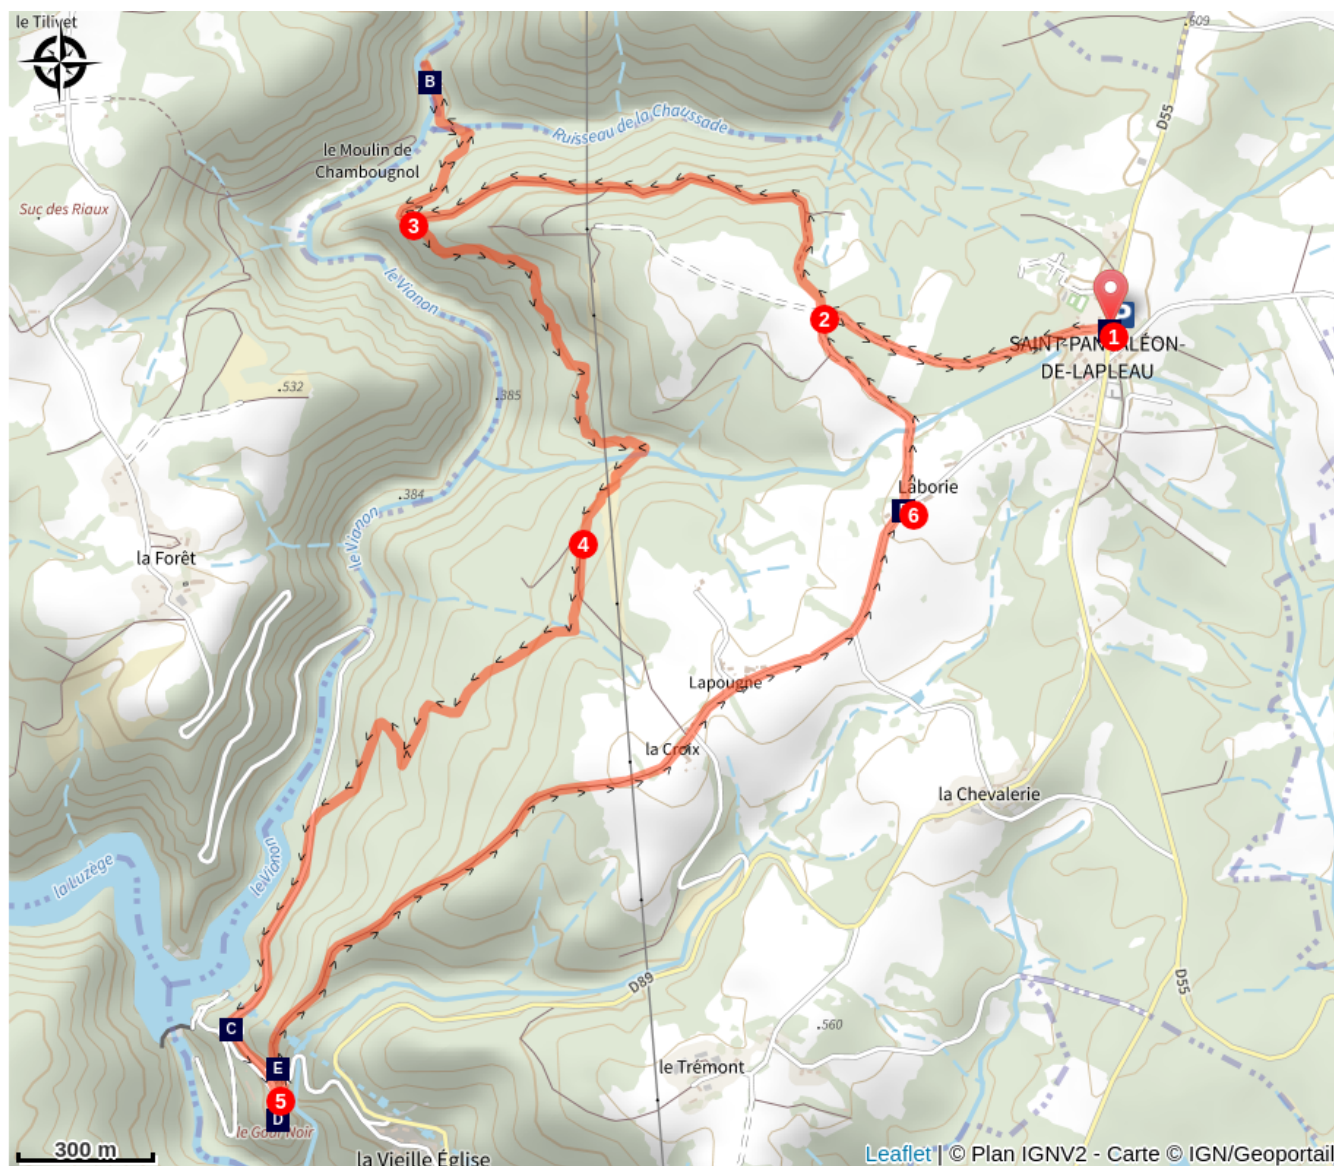 le Tilivet
609
D55
B
Ruisseau de la Chaussade
le Moulin de
Chambougnol
Suc des Riaux
3
le Vianon
P
2
1
SAINT-PANTALÉON-
DE-LAPLEAU
.532
.385
.384
Laborie
6
le Vianon
4
la Forêt
Lapougne
la Croix
la Chevalerie
le Vianon
la Luzège
D89
D55
C
.560
E
le Trémont
5
D
le Gour Noir
300 m
la Vieille Église
Leaflet | © Plan IGNV2 - Carte © IGN/Geoportail